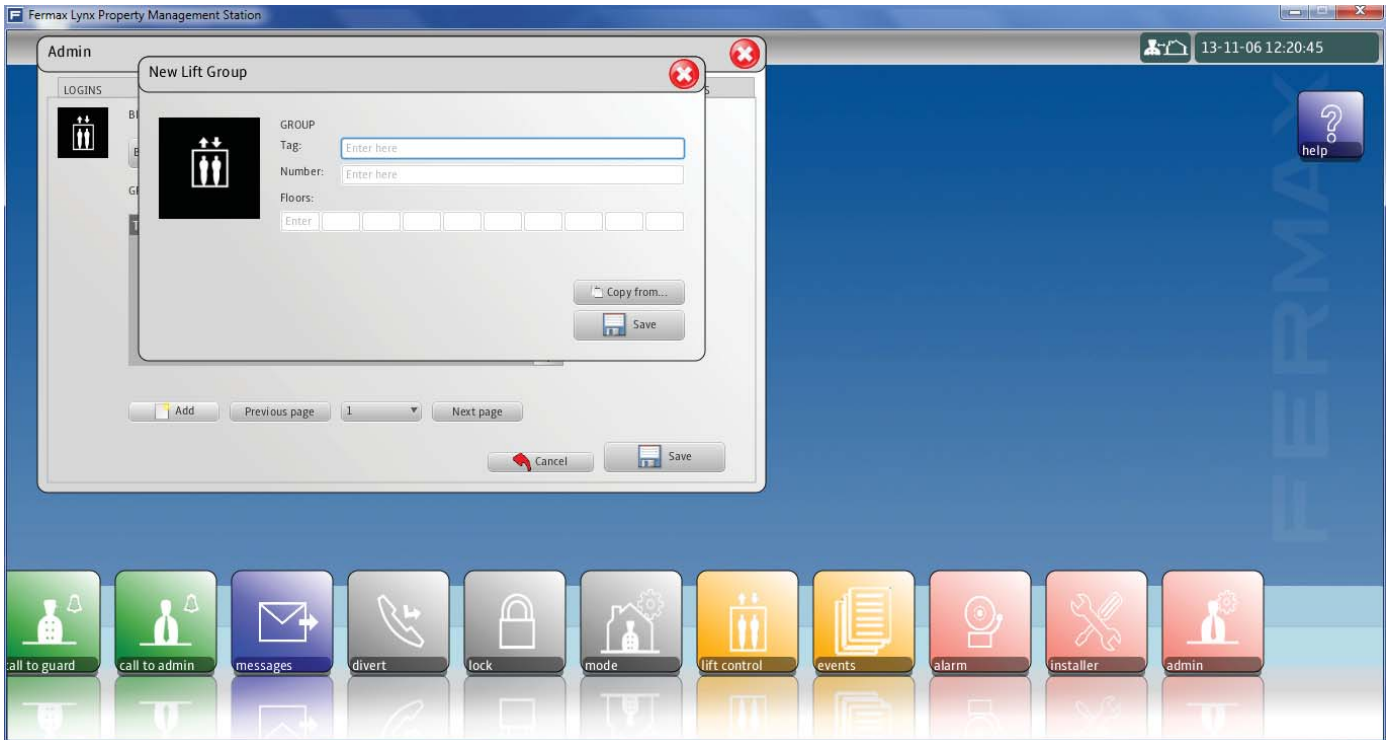 Fermax Lynx Property Management Station
13-11-06 12:20:45
Admin
New Lift Group
LOGINS
help
GROUP
Tag: Enter here
Number: Enter here
Floors:
Enter
Copy from...
Save
Add Previous page 1 Next page
Cancel Save
FERMAX
all to guard call to admin messages divert lock mode lift control events alarm installer admin